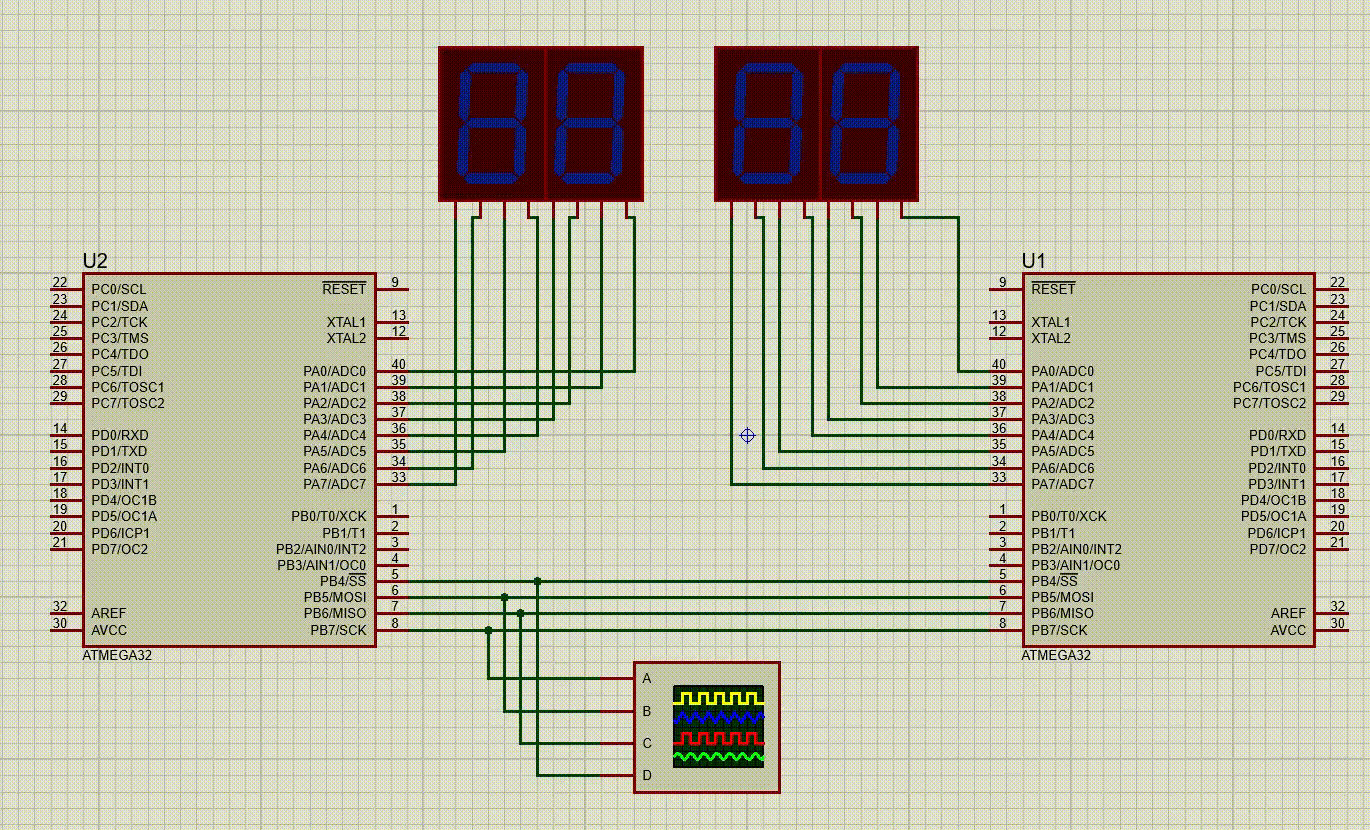 U2
22 PC0/SCL
23 PC1/SDA
24 PC2/TCK
25 PC3/TMS
26 PC4/TDO
27 PC5/TDI
28 PC6/TOSC1
29 PC7/TOSC2
14 PD0/RXD
15 PD1/TXD
16 PD2/INT0
17 PD3/INT1
18 PD4/OC1B
19 PD5/OC1A
20 PD6/ICP1
21 PD7/OC2
32 AREF
30 AVCC
RESET 9
XTAL1 13
XTAL2 12
PA0/ADC0 40
PA1/ADC1 39
PA2/ADC2 38
PA3/ADC3 37
PA4/ADC4 36
PA5/ADC5 35
PA6/ADC6 34
PA7/ADC7 33
PB0/T0/XCK 1
PB1/T1 2
PB2/AIN0/INT2 3
PB3/AIN1/OC0 4
PB4/SS 5
PB5/MOSI 6
PB6/MISO 7
PB7/SCK 8
ATMEGA32
U1
9 RESET
13 XTAL1
12 XTAL2
40 PA0/ADC0
39 PA1/ADC1
38 PA2/ADC2
37 PA3/ADC3
36 PA4/ADC4
35 PA5/ADC5
34 PA6/ADC6
33 PA7/ADC7
1 PB0/T0/XCK
2 PB1/T1
3 PB2/AIN0/INT2
4 PB3/AIN1/OC0
5 PB4/SS
6 PB5/MOSI
7 PB6/MISO
8 PB7/SCK
PC0/SCL 22
PC1/SDA 23
PC2/TCK 24
PC3/TMS 25
PC4/TDO 26
PC5/TDI 27
PC6/TOSC1 28
PC7/TOSC2 29
PD0/RXD 14
PD1/TXD 15
PD2/INT0 16
PD3/INT1 17
PD4/OC1B 18
PD5/OC1A 19
PD6/ICP1 20
PD7/OC2 21
AREF 32
AVCC 30
ATMEGA32
A
B
C
D